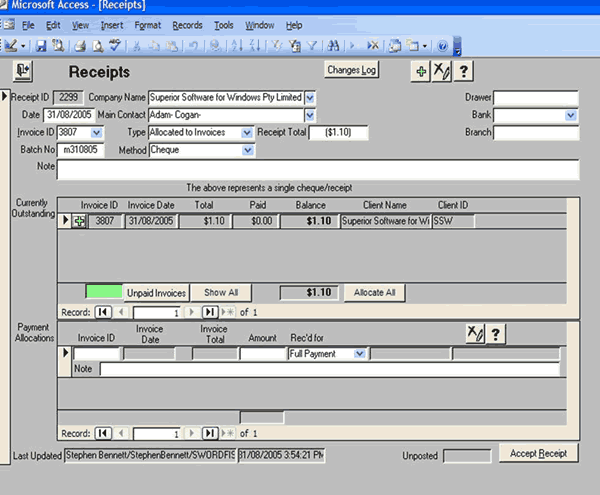 Microsoft Access - [Receipts]
File Edit View Insert Format Records Tools Window Help
Receipts
Changes Log
?
Receipt ID 2299 Company Name Superior Software for Windows Pty Limited Drawer
Date 31/08/2005 Main Contact Adam- Cogan- Bank
Invoice ID 3807 Type Allocated to Invoices Receipt Total ($1.10) Branch
Batch No m310805 Method Cheque
Note
The above represents a single cheque/receipt
Currently Outstanding
Invoice ID Invoice Date Total Paid Balance Client Name Client ID
3807 31/08/2005 $1.10 $0.00 $1.10 Superior Software for Wi SSW
Unpaid Invoices Show All $1.10 Allocate All
Record: 1 of 1
Payment Allocations
Invoice ID Invoice Date Invoice Total Amount Rec'd for
?
Full Payment
Note
Record: 1 of 1
Last Updated Stephen Bennett/StephenBennett/SWORDFIS 31/08/2005 3:54:21 PM Unposted Accept Receipt